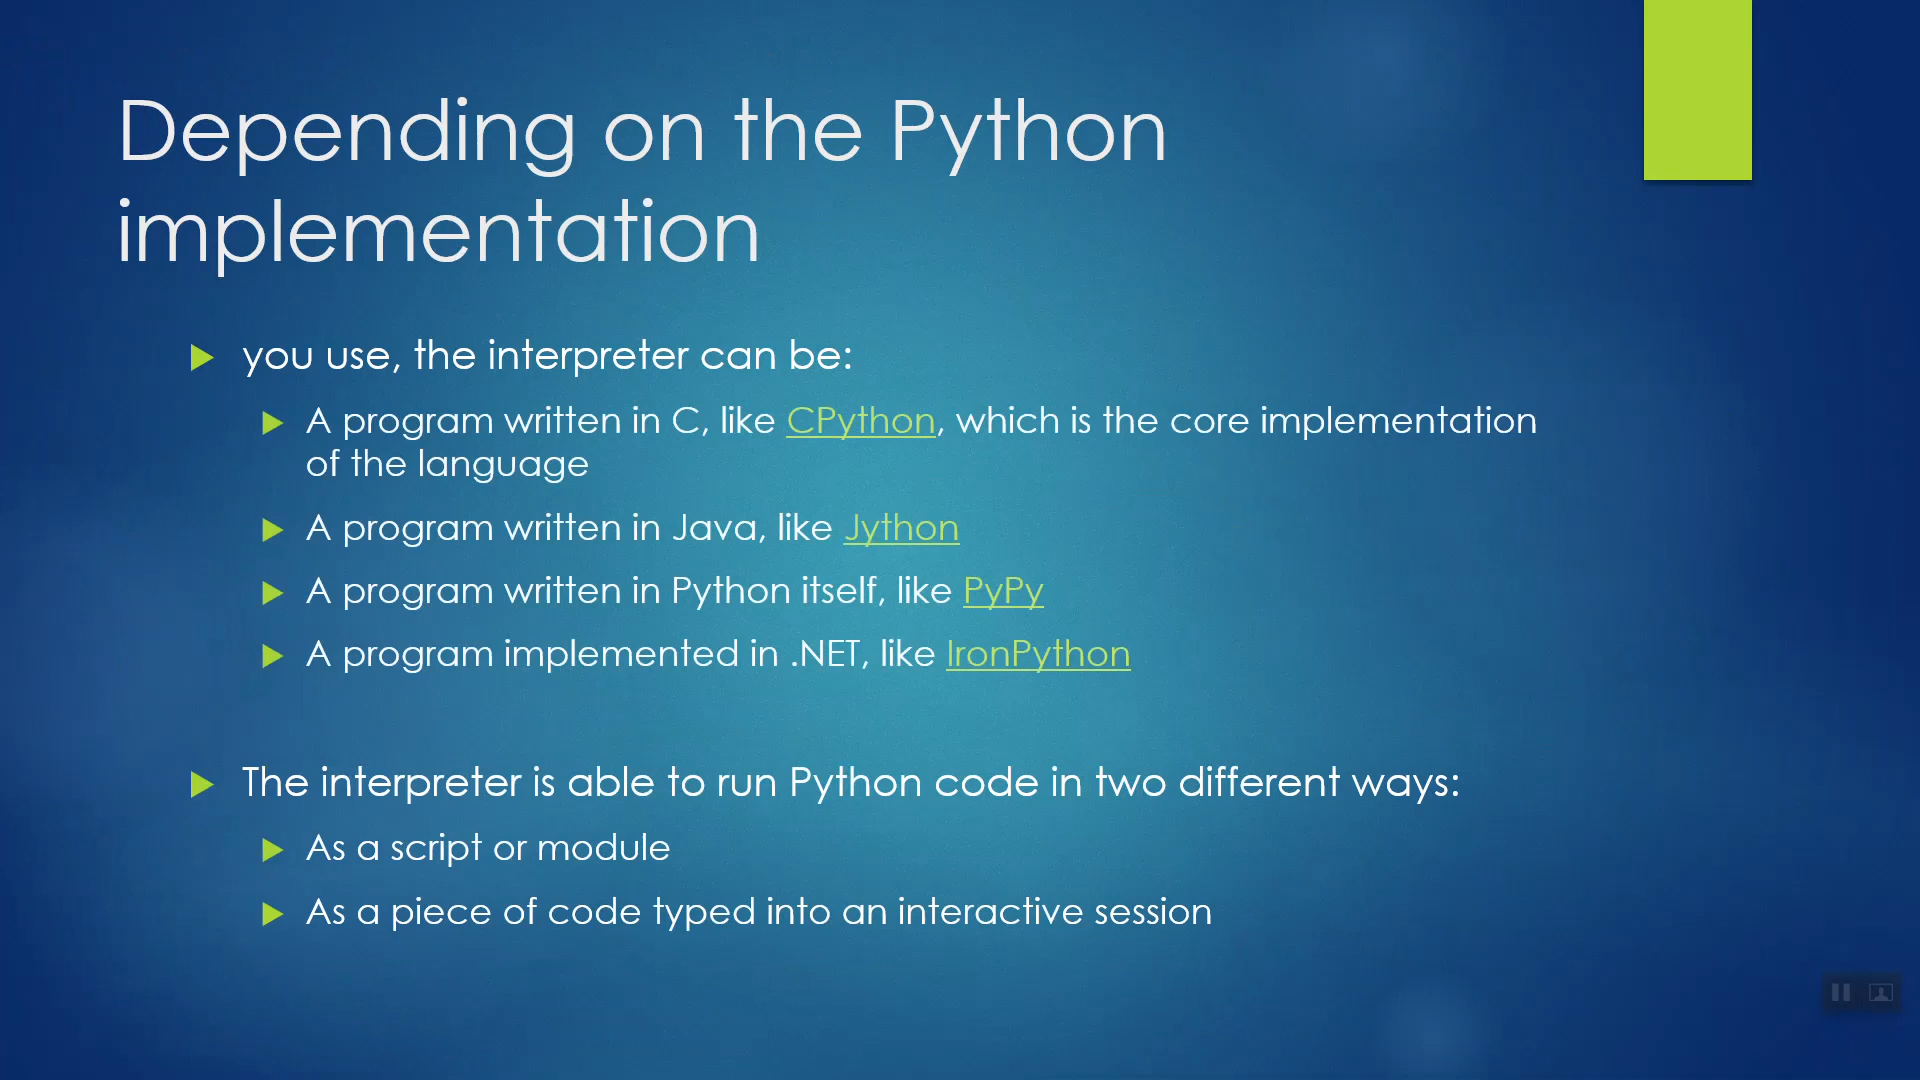 Depending on the Python
implementation
you use, the interpreter can be:
A program written in C, like CPython, which is the core implementation
of the language
A program written in Java, like Jython
A program written in Python itself, like PyPy
A program implemented in .NET, like IronPython
The interpreter is able to run Python code in two different ways:
As a script or module
As a piece of code typed into an interactive session